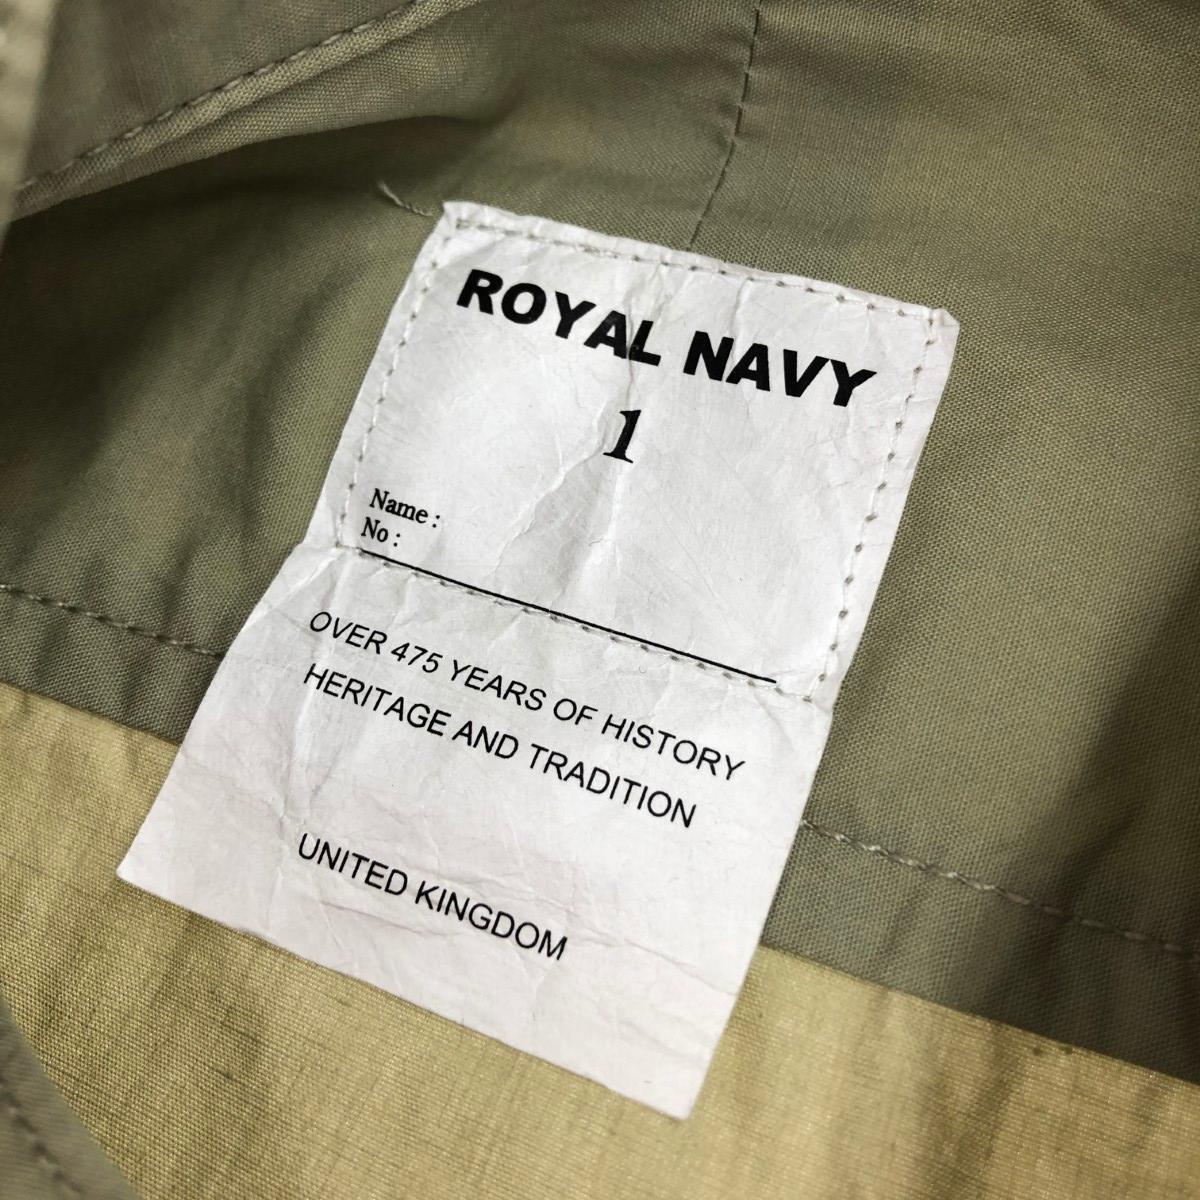 ROYAL NAVY
1
Name :
No :
OVER 475 YEARS OF HISTORY
HERITAGE AND TRADITION
UNITED KINGDOM